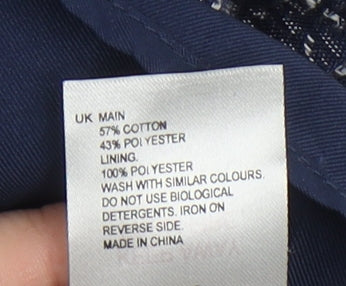 UK MAIN
57% COTTON
43% POLYESTER
LINING.
100% POLYESTER
WASH WITH SIMILAR COLOURS.
DO NOT USE BIOLOGICAL
DETERGENTS. IRON ON
REVERSE SIDE.
MADE IN CHINA